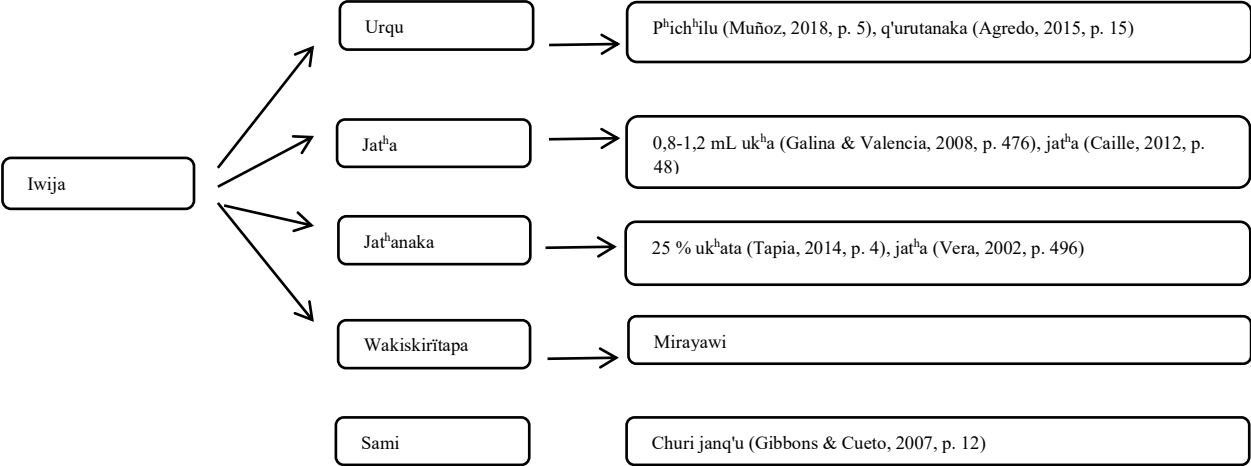 Urqu
Pʰichʰilu (Muñoz, 2018, p. 5), q'urutanaka (Agredo, 2015, p. 15)
Iwija
Jatʰa
0,8-1,2 mL ukʰa (Galina & Valencia, 2008, p. 476), jatʰa (Caille, 2012, p.
48)
Jatʰanaka
25 % ukʰata (Tapia, 2014, p. 4), jatʰa (Vera, 2002, p. 496)
Wakiskirïtapa
Mirayawi
Sami
Churi janq'u (Gibbons & Cueto, 2007, p. 12)